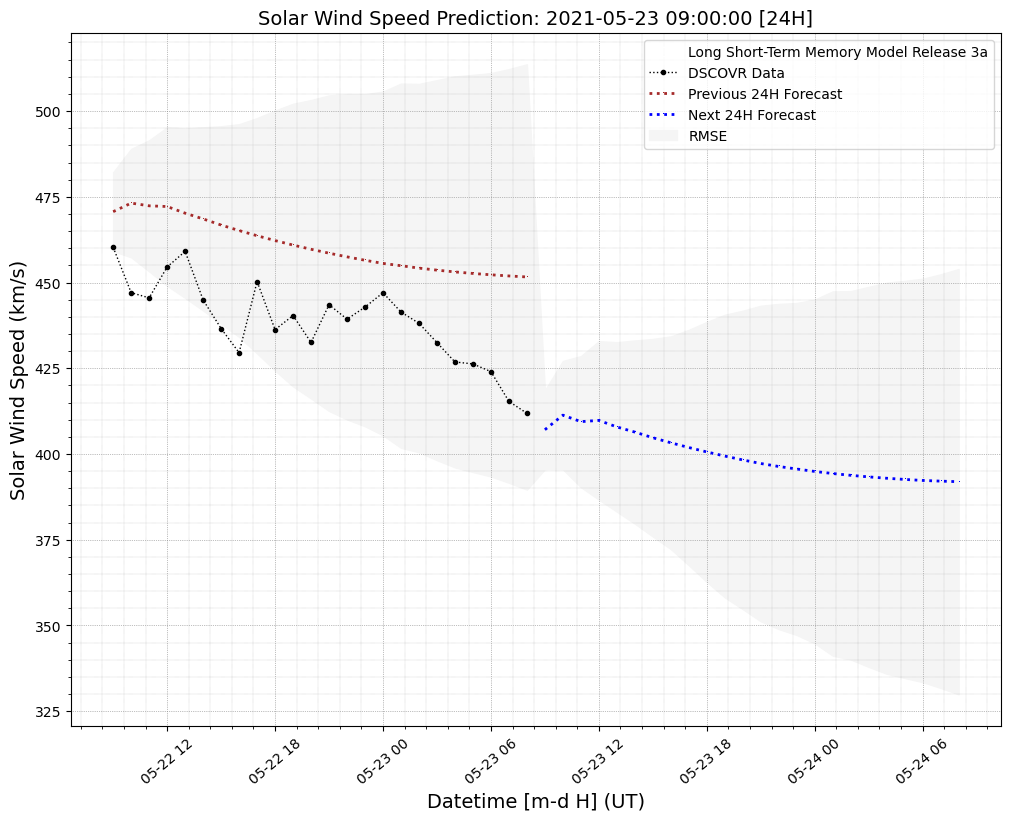 Solar Wind Speed Prediction: 2021-05-23 09:00:00 [24H]
Long Short-Term Memory Model Release 3a
DSCOVR Data
Previous 24H Forecast
Next 24H Forecast
RMSE
Solar Wind Speed (km/s)
500
475
450
425
400
375
350
325
05-22 12
05-22 18
05-23 00
05-23 06
05-23 12
05-23 18
05-24 00
05-24 06
Datetime [m-d H] (UT)